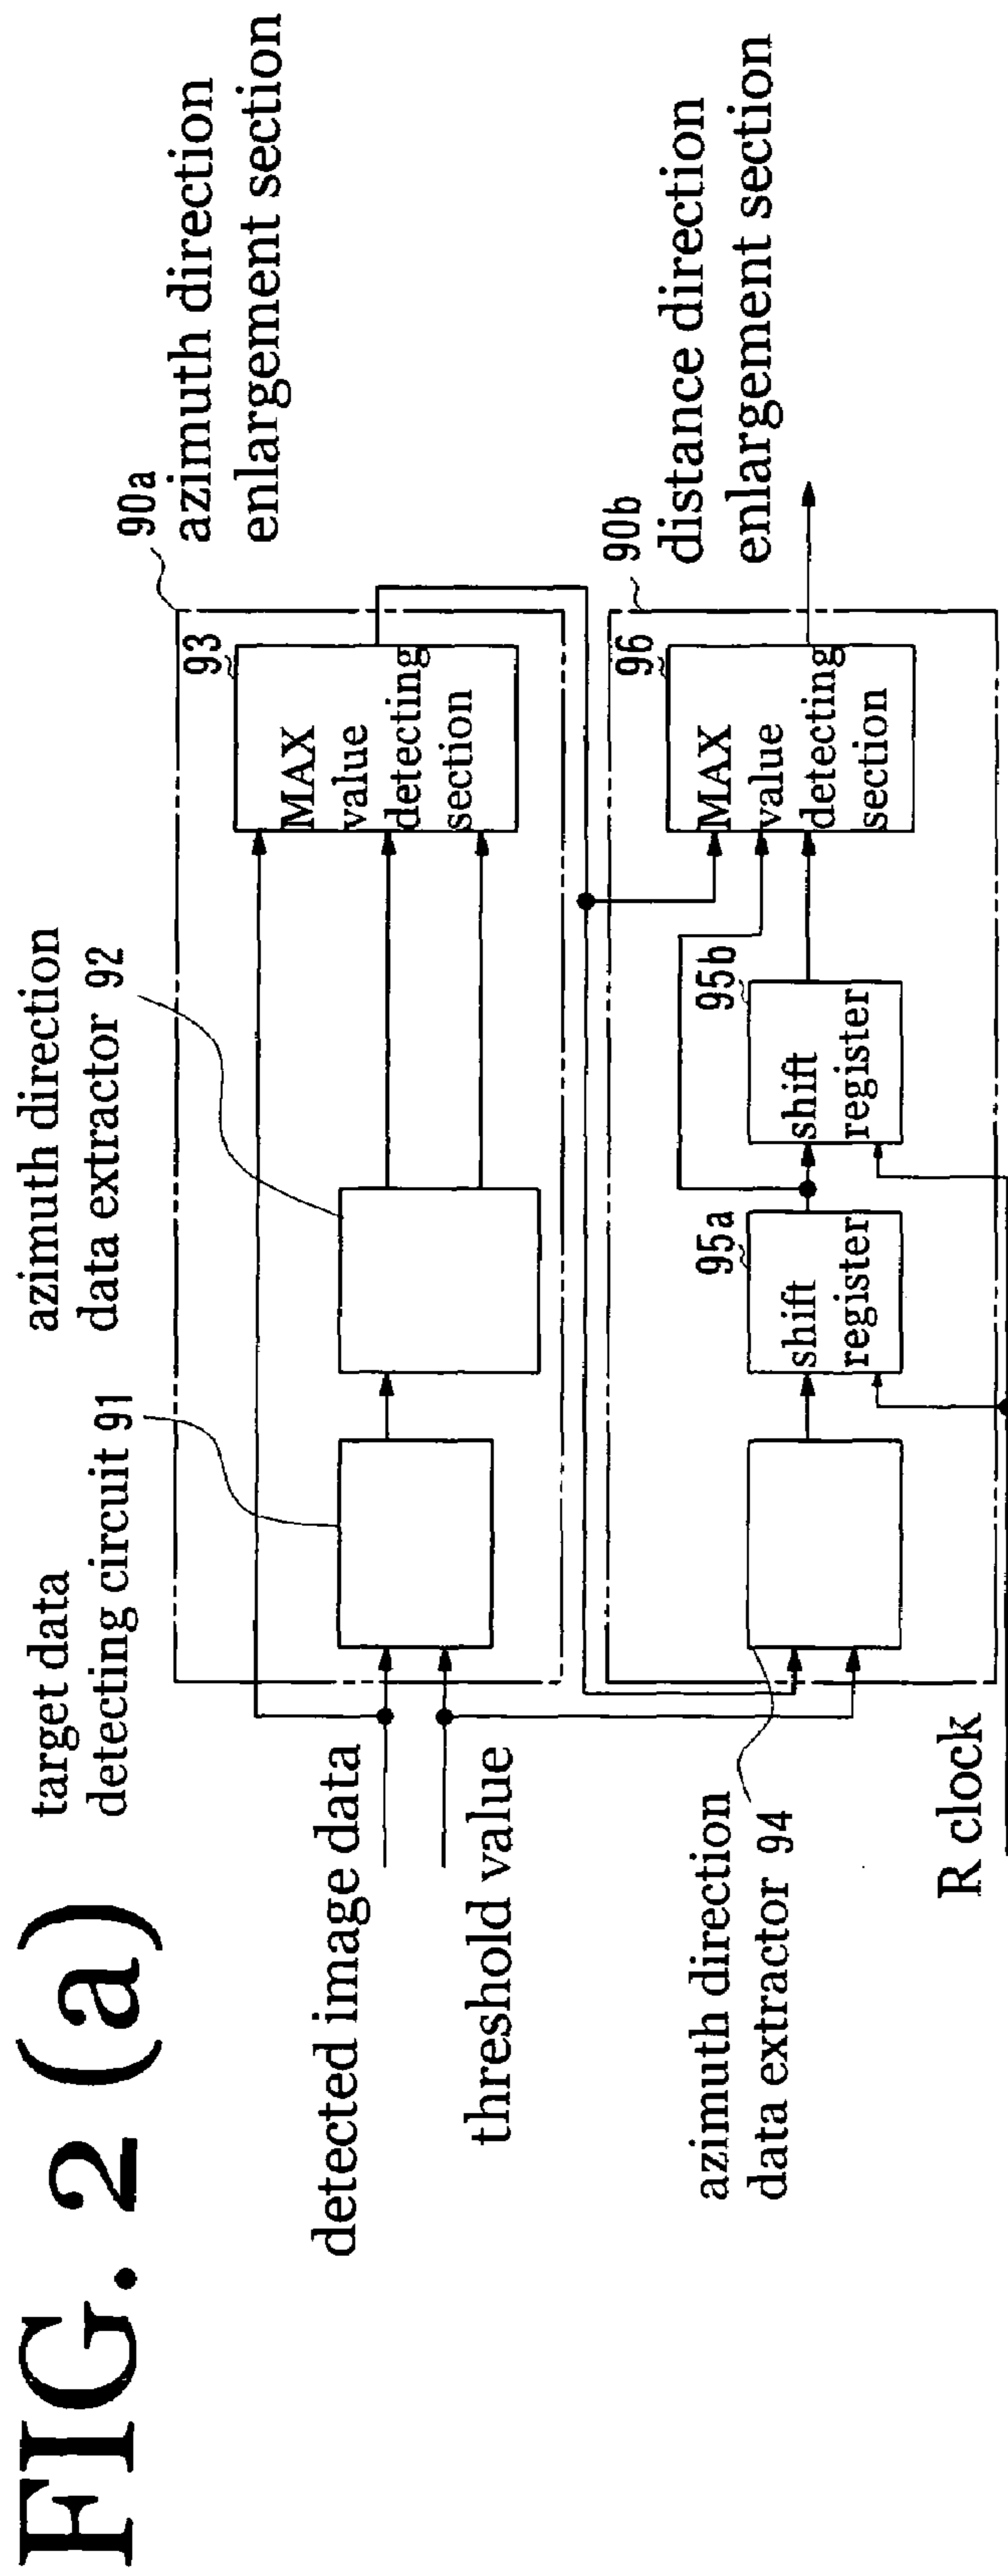 FIG. 2 (a)
target data
detecting circuit 91
azimuth direction
data extractor 92
90a
azimuth direction
enlargement section
93
MAX
value
detecting
section
detected image data
threshold value
90b
distance direction
enlargement section
96
MAX
value
detecting
section
95a
shift
register
95b
shift
register
azimuth direction
data extractor 94
R clock